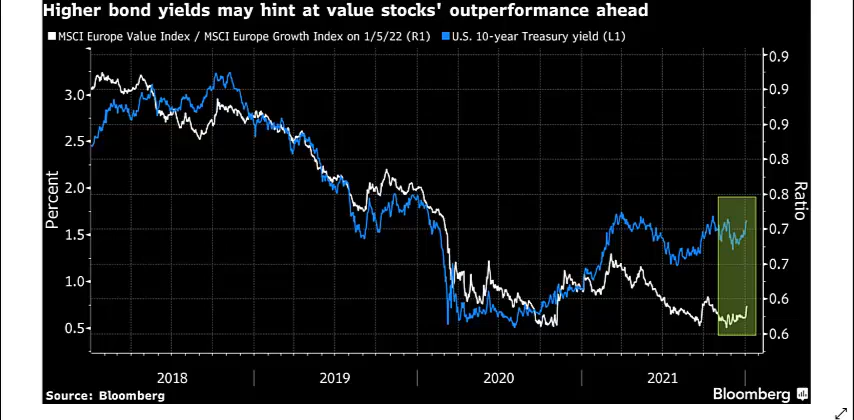 Higher bond yields may hint at value stocks' outperformance ahead
MSCI Europe Value Index / MSCI Europe Growth Index on 1/5/22 (R1) U.S. 10-year Treasury yield (L1)
Percent
3.0
2.5
2.0
1.5
1.0
0.5
0.9
0.9
0.9
0.8
0.8
0.7
0.7
0.6
0.6
Ratio
2018 2019 2020 2021
Source: Bloomberg
Bloomberg